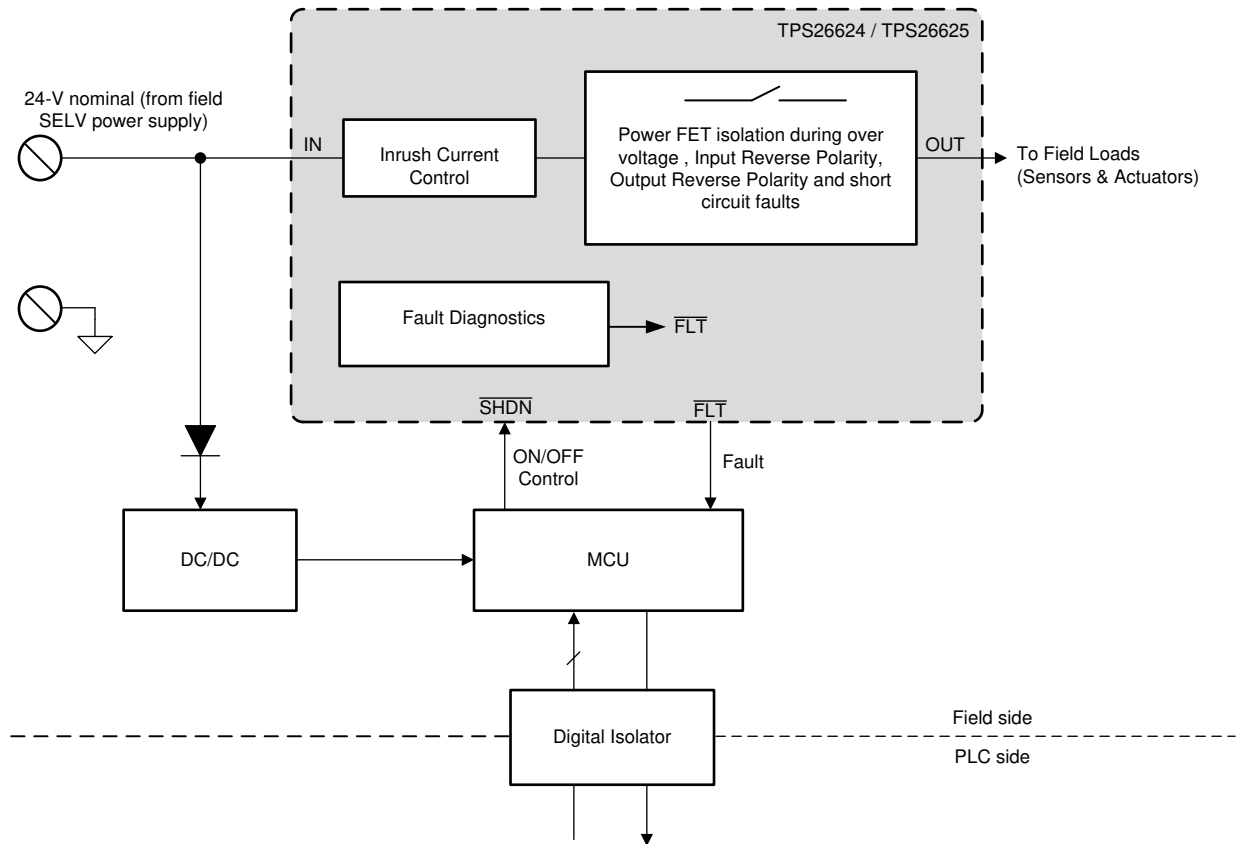 TPS26624 / TPS26625
24-V nominal (from field
SELV power supply)
IN
Inrush Current
Control
Power FET isolation during over
voltage , Input Reverse Polarity,
Output Reverse Polarity and short
circuit faults
OUT
To Field Loads
(Sensors & Actuators)
Fault Diagnostics
FLT
SHDN
FLT
ON/OFF
Control
Fault
DC/DC
MCU
Digital Isolator
Field side
PLC side